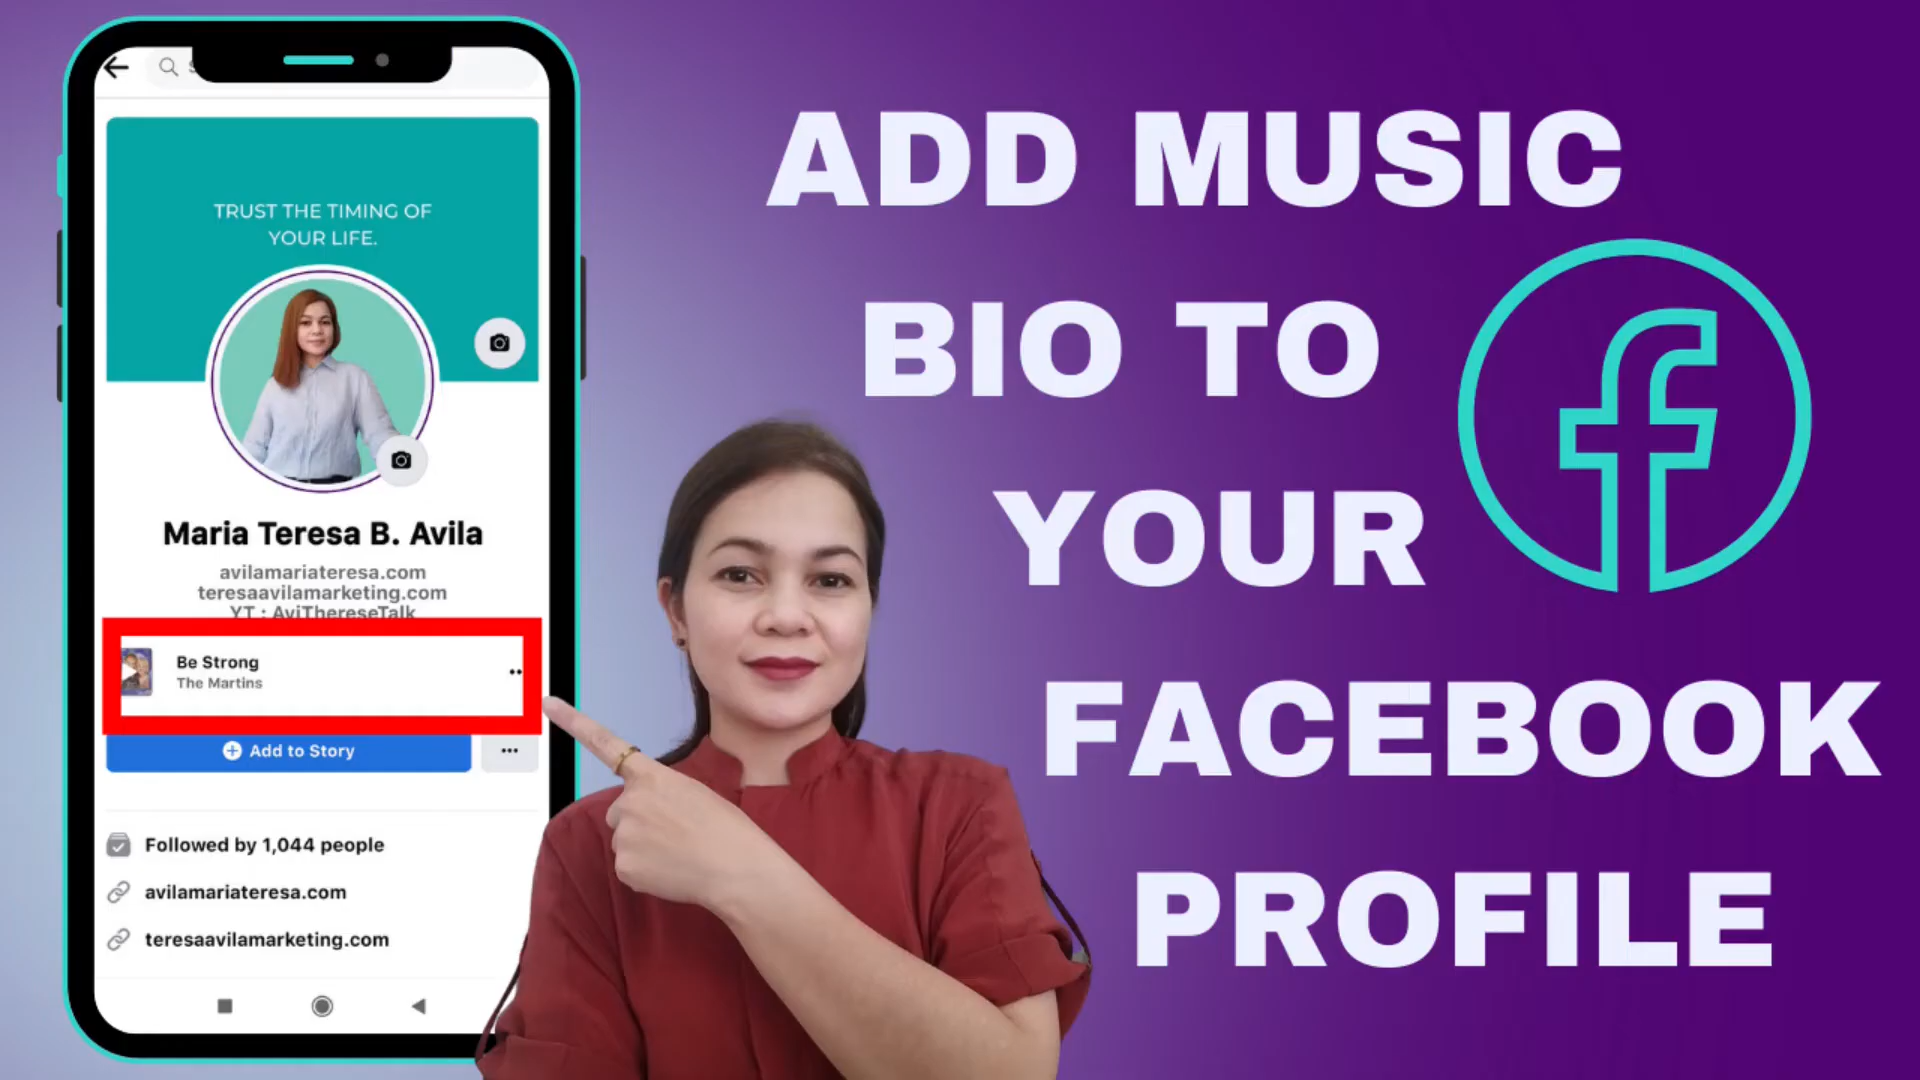 TRUST THE TIMING OF
YOUR LIFE.
Maria Teresa B. Avila
avilamariateresa.com
teresaavilamarketing.com
YT : AviThereseTalk
Be Strong
The Martins
Add to Story
Followed by 1,044 people
avilamariateresa.com
teresaavilamarketing.com
ADD MUSIC
BIO TO
YOUR
FACEBOOK
PROFILE